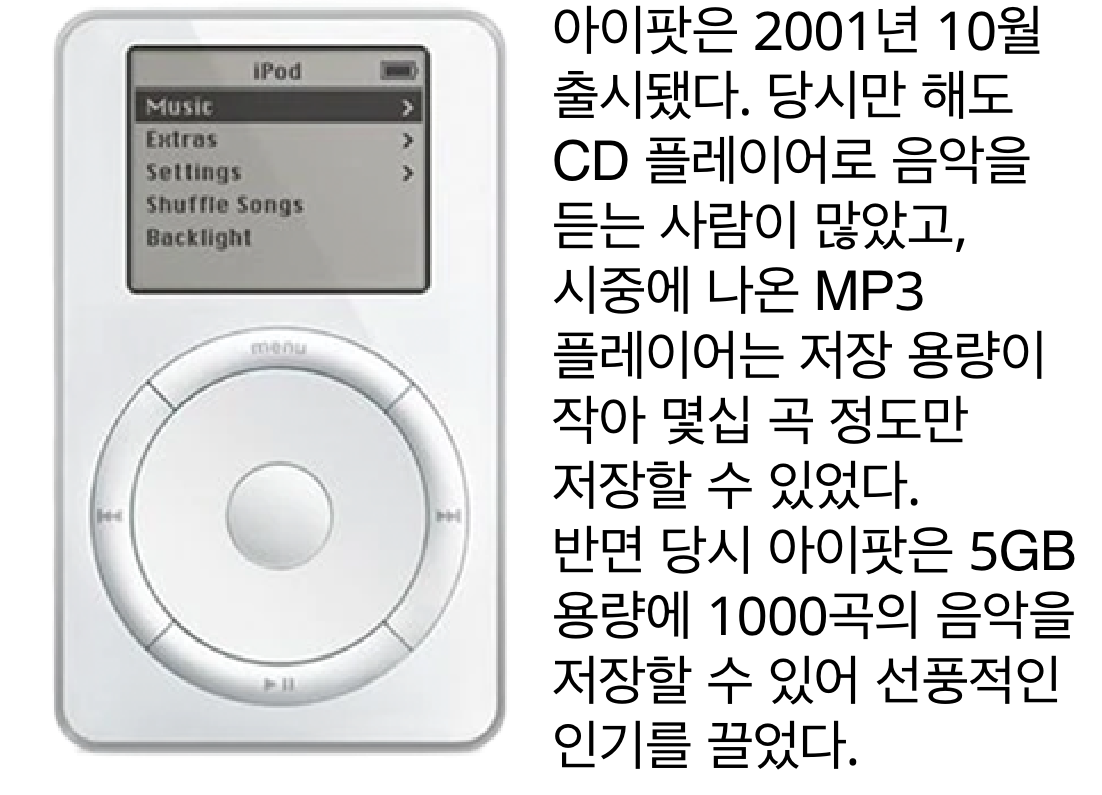 iPod
Music
Extras
Settings
Shuffle Songs
Backlight
menu
아이팟은 2001년 10월
출시됐다. 당시만 해도
CD 플레이어로 음악을
듣는 사람이 많았고,
시중에 나온 MP3
플레이어는 저장 용량이
작아 몇십 곡 정도만
저장할 수 있었다.
반면 당시 아이팟은 5GB
용량에 1000곡의 음악을
저장할 수 있어 선풍적인
인기를 끌었다.